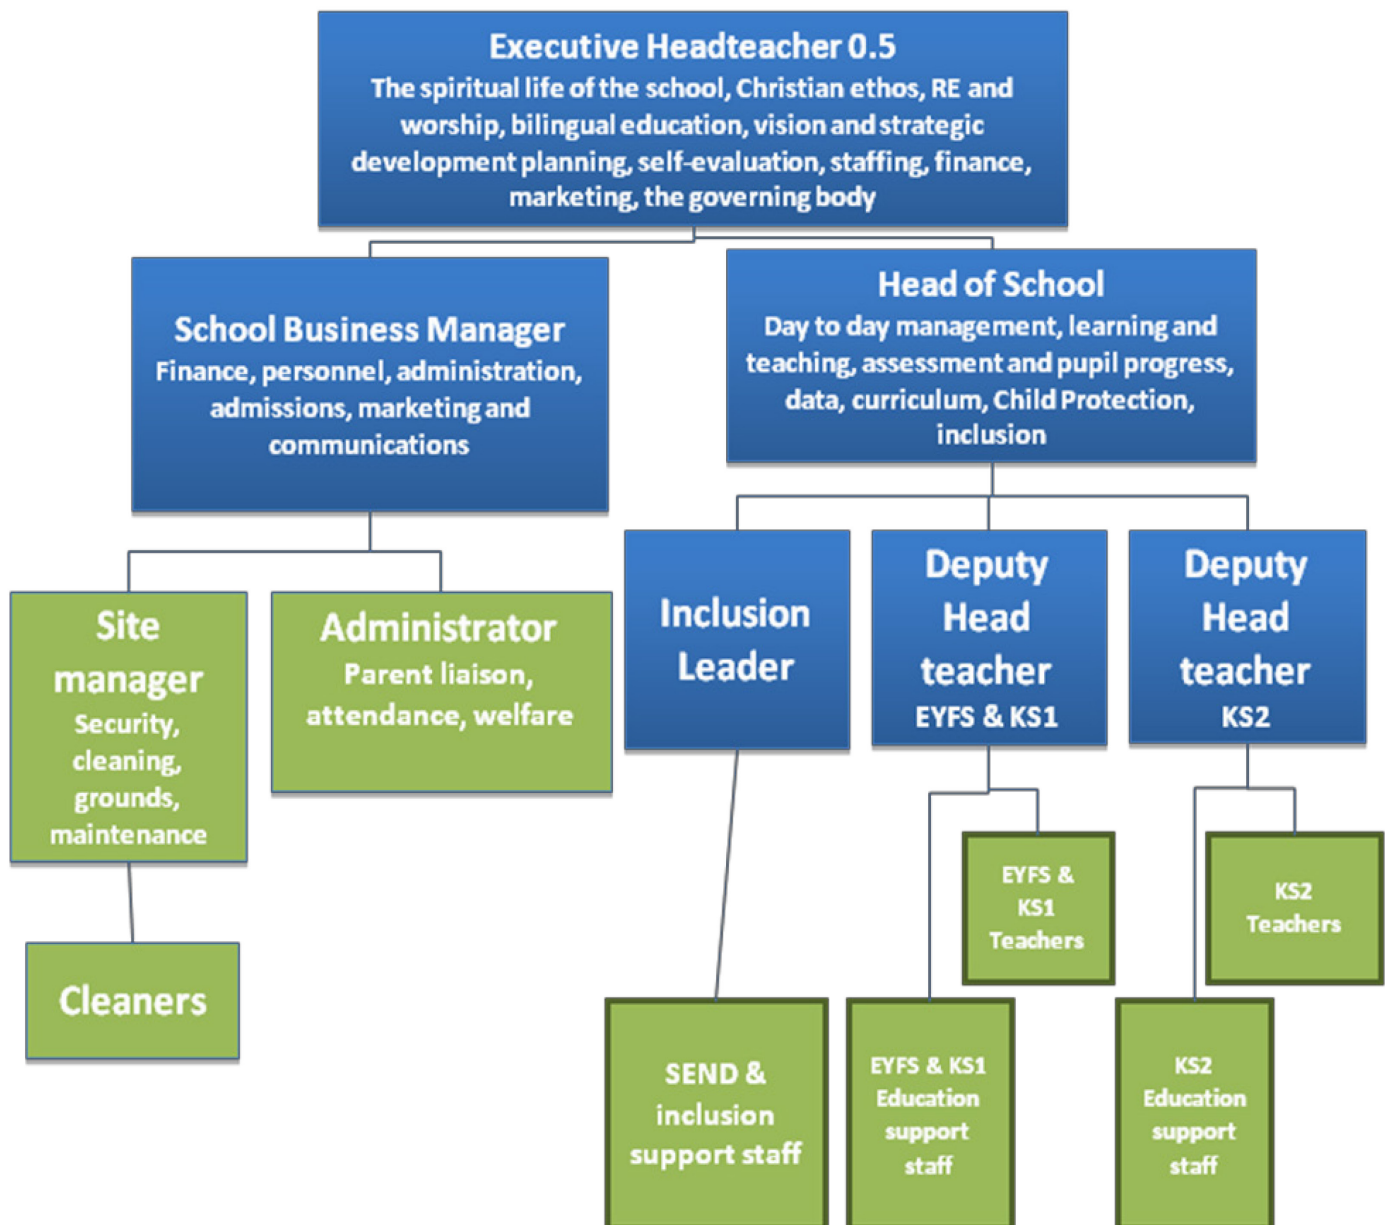 Executive Headteacher 0.5
The spiritual life of the school, Christian ethos, RE and
worship, bilingual education, vision and strategic
development planning, self-evaluation, staffing, finance,
marketing, the governing body
School Business Manager
Finance, personnel, administration,
admissions, marketing and
communications
Head of School
Day to day management, learning and
teaching, assessment and pupil progress,
data, curriculum, Child Protection,
inclusion
Site
manager
Security,
cleaning,
grounds,
maintenance
Administrator
Parent liaison,
attendance, welfare
Inclusion
Leader
Deputy
Head
teacher
EYFS & KS1
Deputy
Head
teacher
KS2
Cleaners
EYFS &
KS1
Teachers
KS2
Teachers
SEND &
inclusion
support staff
EYFS & KS1
Education
support
staff
KS2
Education
support
staff